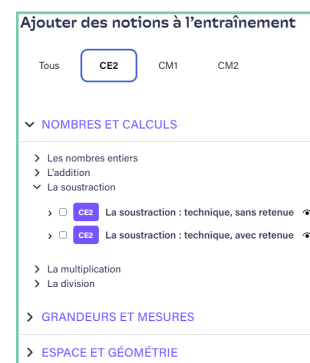 Ajouter des notions à l'entraînement
Tous CE2 CM1 CM2
NOMBRES ET CALCULS
Les nombres entiers
L'addition
La soustraction
CE2 La soustraction : technique, sans retenue
CE2 La soustraction : technique, avec retenue
La multiplication
La division
GRANDEURS ET MESURES
ESPACE ET GÉOMÉTRIE